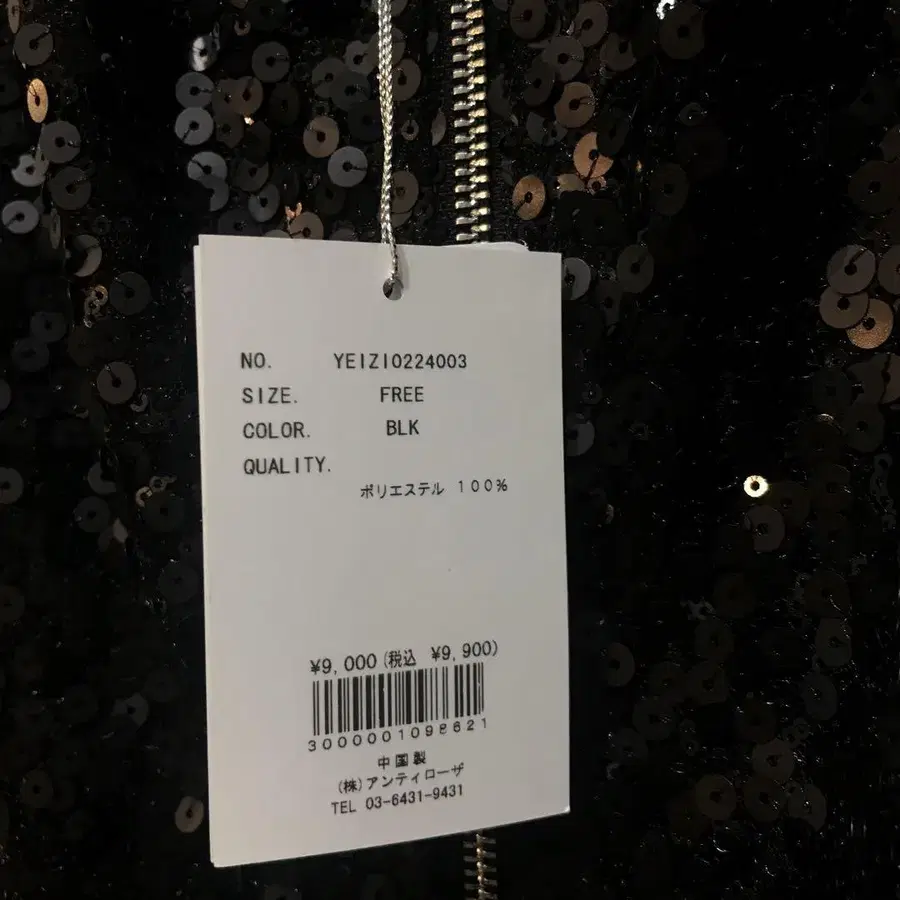 NO. YEIZI0224003
SIZE. FREE
COLOR. BLK
QUALITY.
ポリエステル 100%
¥9,000(税込 ¥9,900)
3000001098621
中国製
(株)アンティローザ
TEL 03-6431-9431